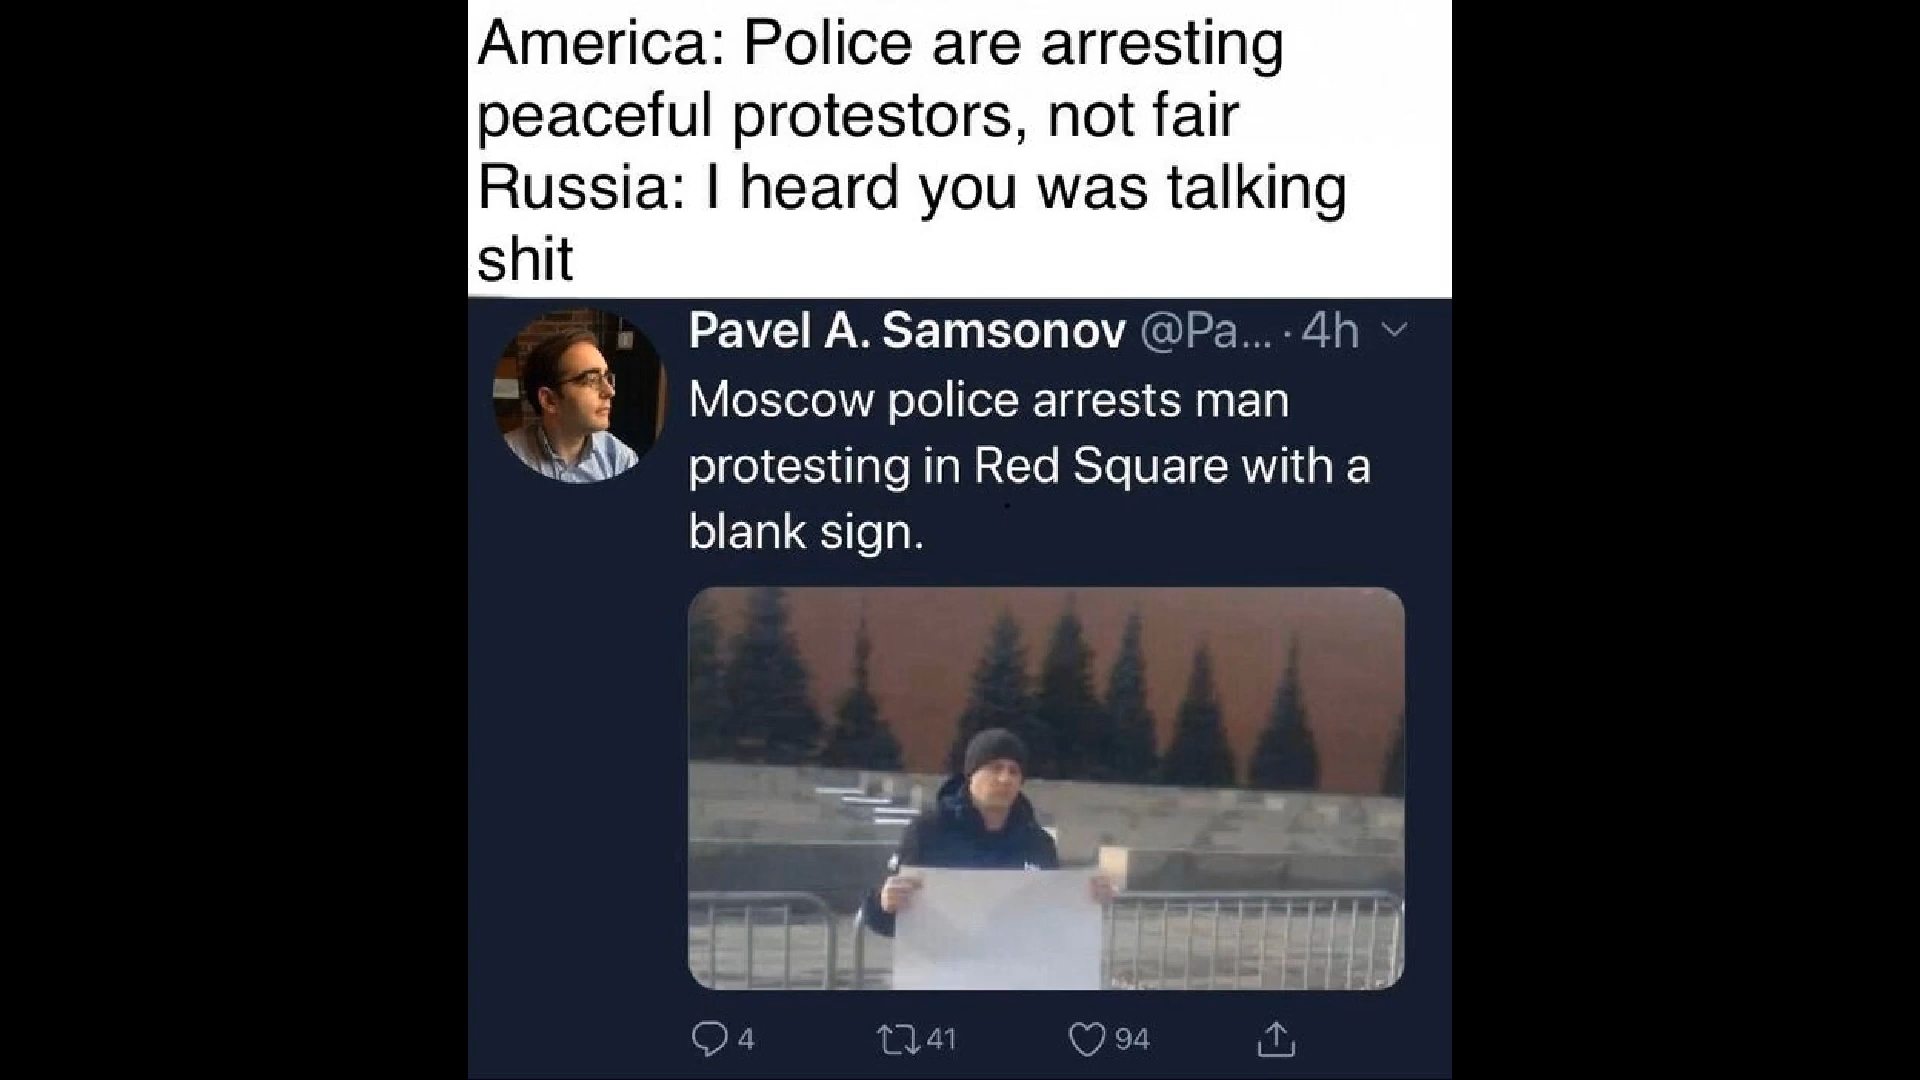 America: Police are arresting
peaceful protestors, not fair
Russia: I heard you was talking
shit
Pavel A. Samsonov @Pa... · 4h
Moscow police arrests man
protesting in Red Square with a
blank sign.
4 41 94